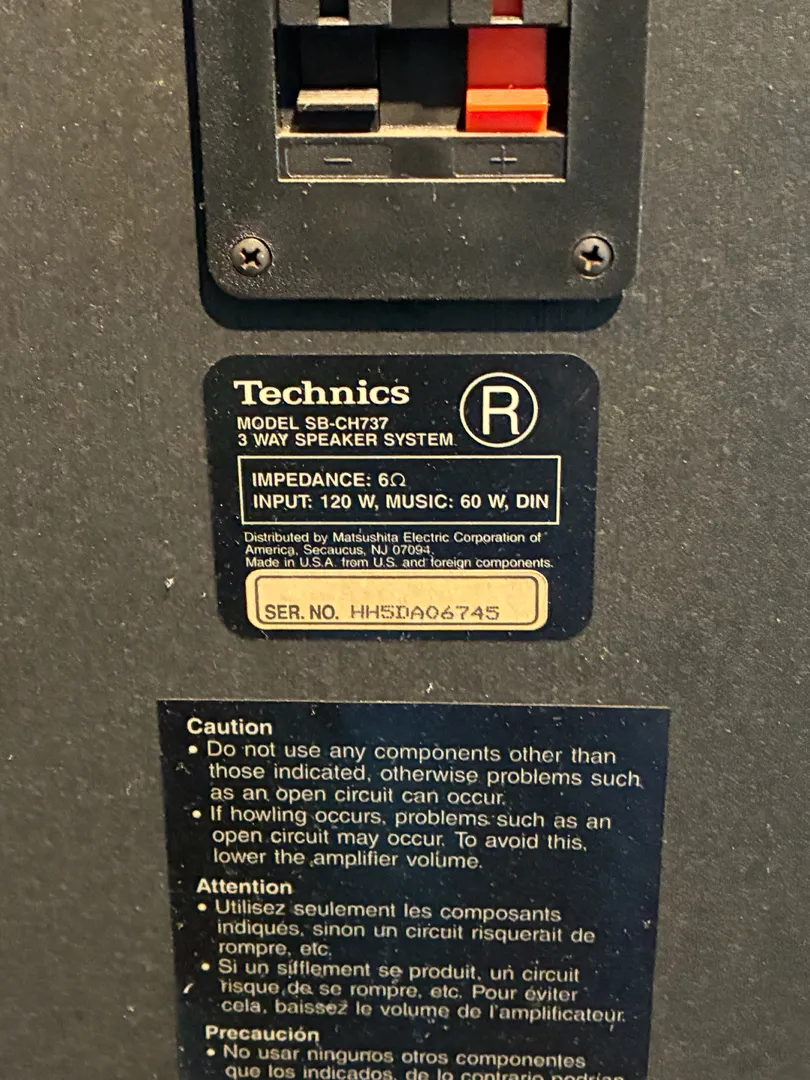 − +
Technics R
MODEL SB-CH737
3 WAY SPEAKER SYSTEM
IMPEDANCE: 6Ω
INPUT: 120 W, MUSIC: 60 W, DIN
Distributed by Matsushita Electric Corporation of
America, Secaucus, NJ 07094.
Made in U.S.A. from U.S. and foreign components.
SER. NO. HH5DA06745
Caution
• Do not use any components other than
those indicated, otherwise problems such
as an open circuit can occur.
• If howling occurs, problems such as an
open circuit may occur. To avoid this,
lower the amplifier volume.
Attention
• Utilisez seulement les composants
indiqués, sinon un circuit risquerait de
rompre, etc.
• Si un sifflement se produit, un circuit
risque de se rompre, etc. Pour éviter
cela, baissez le volume de l'amplificateur.
Precaución
• No usar ningunos otros componentes
que los indicados, de lo contrario podrían